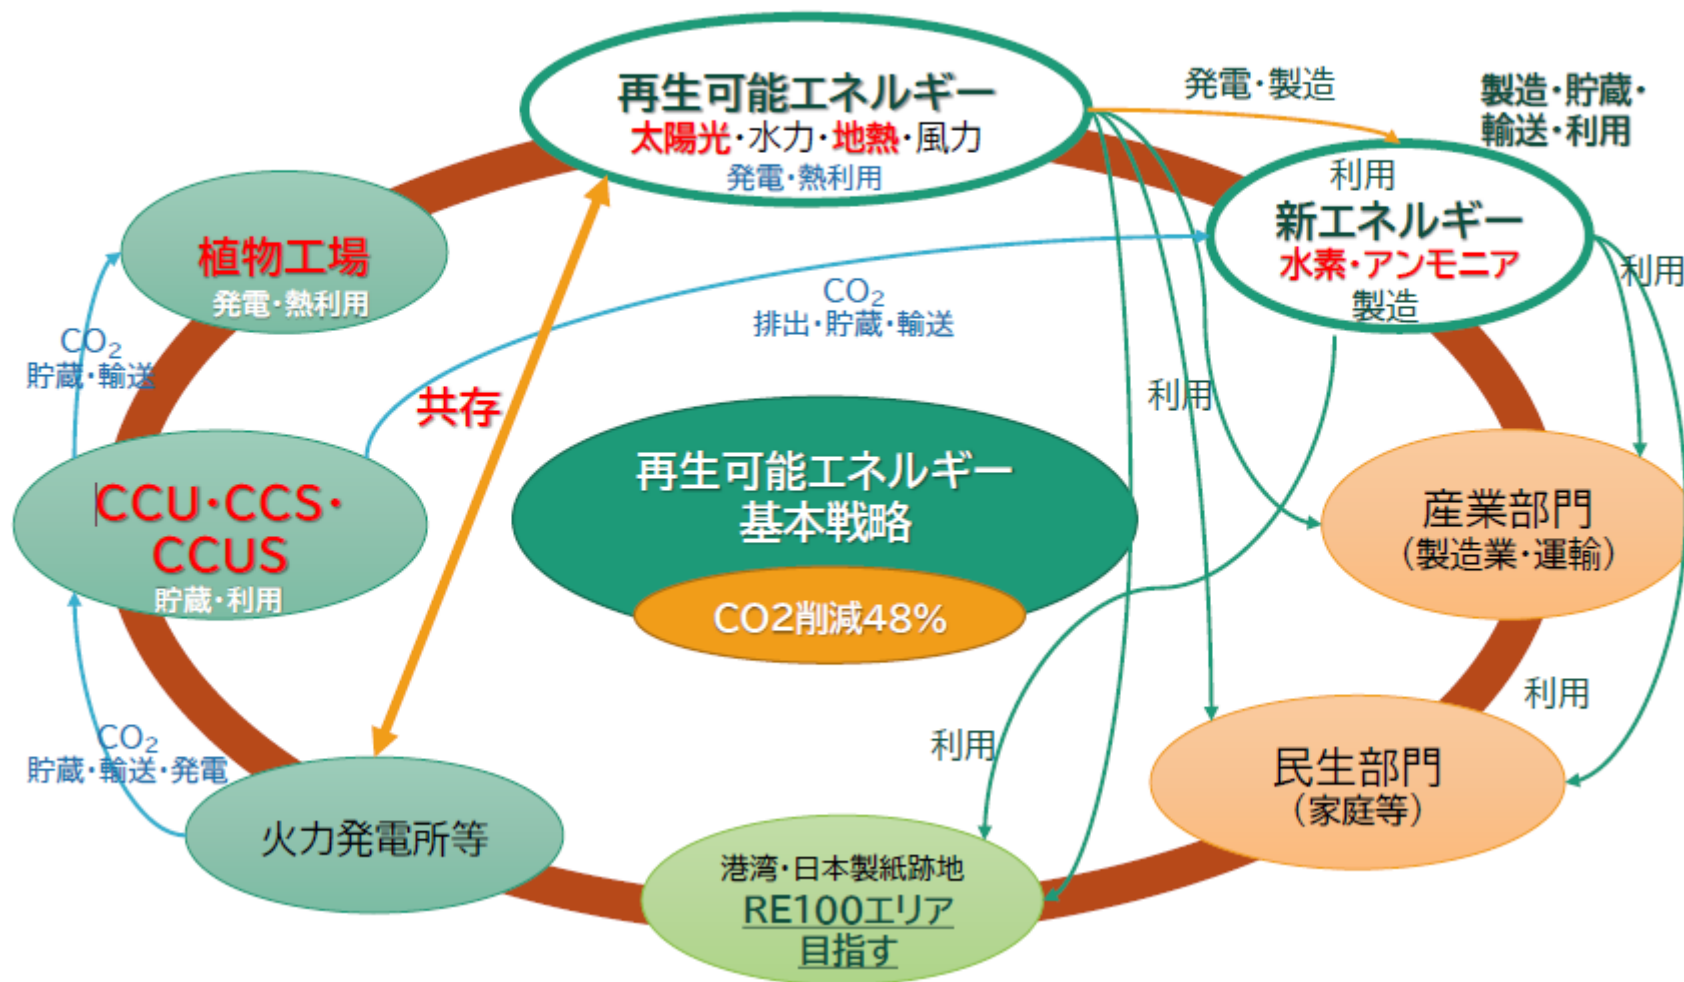 再生可能エネルギー
太陽光・水力・地熱・風力
発電・熱利用
発電・製造
製造・貯蔵・
輸送・利用
利用
新エネルギー
水素・アンモニア
製造
利用
植物工場
発電・熱利用
CO₂
貯蔵・輸送
CO₂
排出・貯蔵・輸送
共存
利用
CCU・CCS・
CCUS
貯蔵・利用
再生可能エネルギー
基本戦略
CO2削減48%
産業部門
（製造業・運輸）
CO₂
貯蔵・輸送・発電
利用
利用
民生部門
（家庭等）
火力発電所等
港湾・日本製紙跡地
RE100エリア
目指す